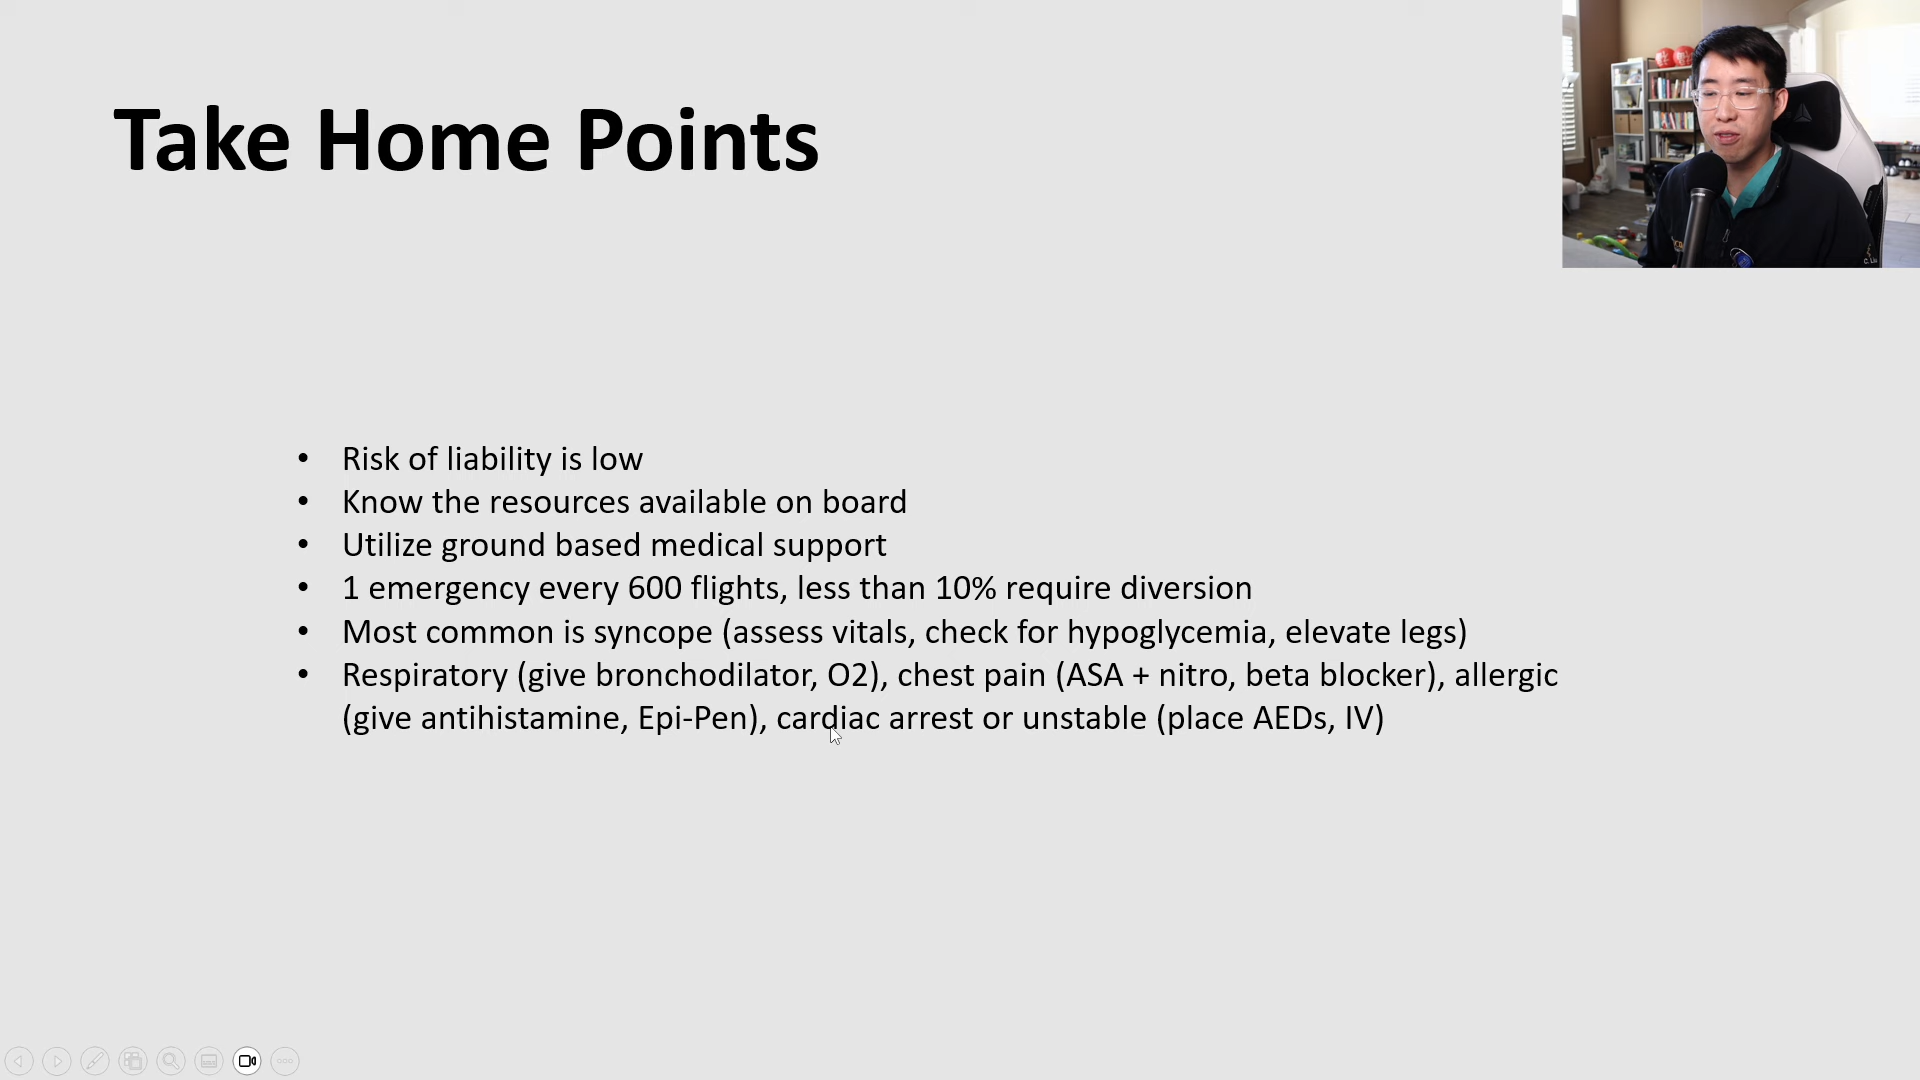 Take Home Points
• Risk of liability is low
• Know the resources available on board
• Utilize ground based medical support
• 1 emergency every 600 flights, less than 10% require diversion
• Most common is syncope (assess vitals, check for hypoglycemia, elevate legs)
• Respiratory (give bronchodilator, O2), chest pain (ASA + nitro, beta blocker), allergic
(give antihistamine, Epi-Pen), cardiac arrest or unstable (place AEDs, IV)